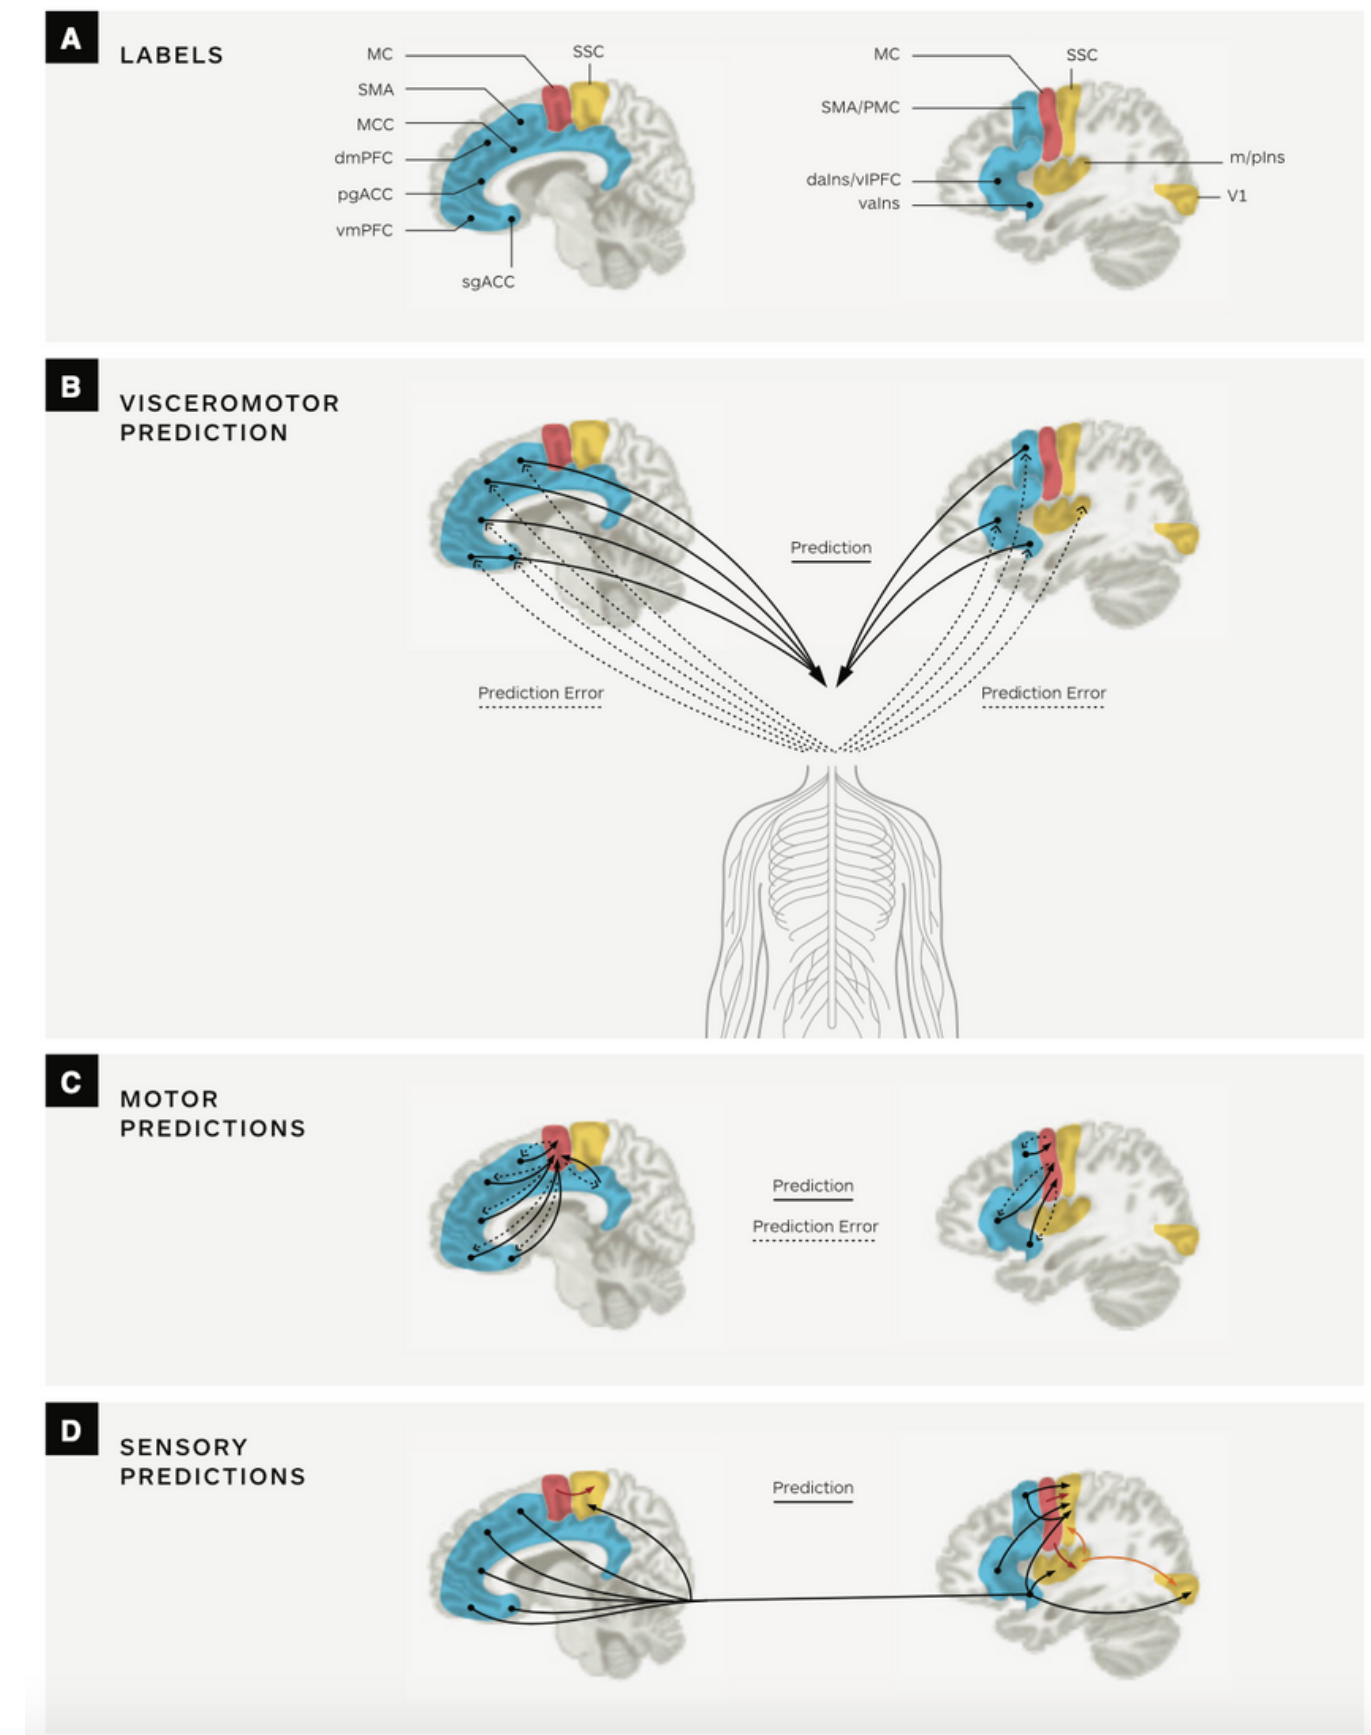 A
LABELS
MC
SSC
SMA
MCC
dmPFC
pgACC
vmPFC
sgACC
MC
SSC
SMA/PMC
m/pIns
daIns/vlPFC
vaIns
V1
B
VISCEROMOTOR
PREDICTION
Prediction
Prediction Error
Prediction Error
C
MOTOR
PREDICTIONS
Prediction
Prediction Error
D
SENSORY
PREDICTIONS
Prediction